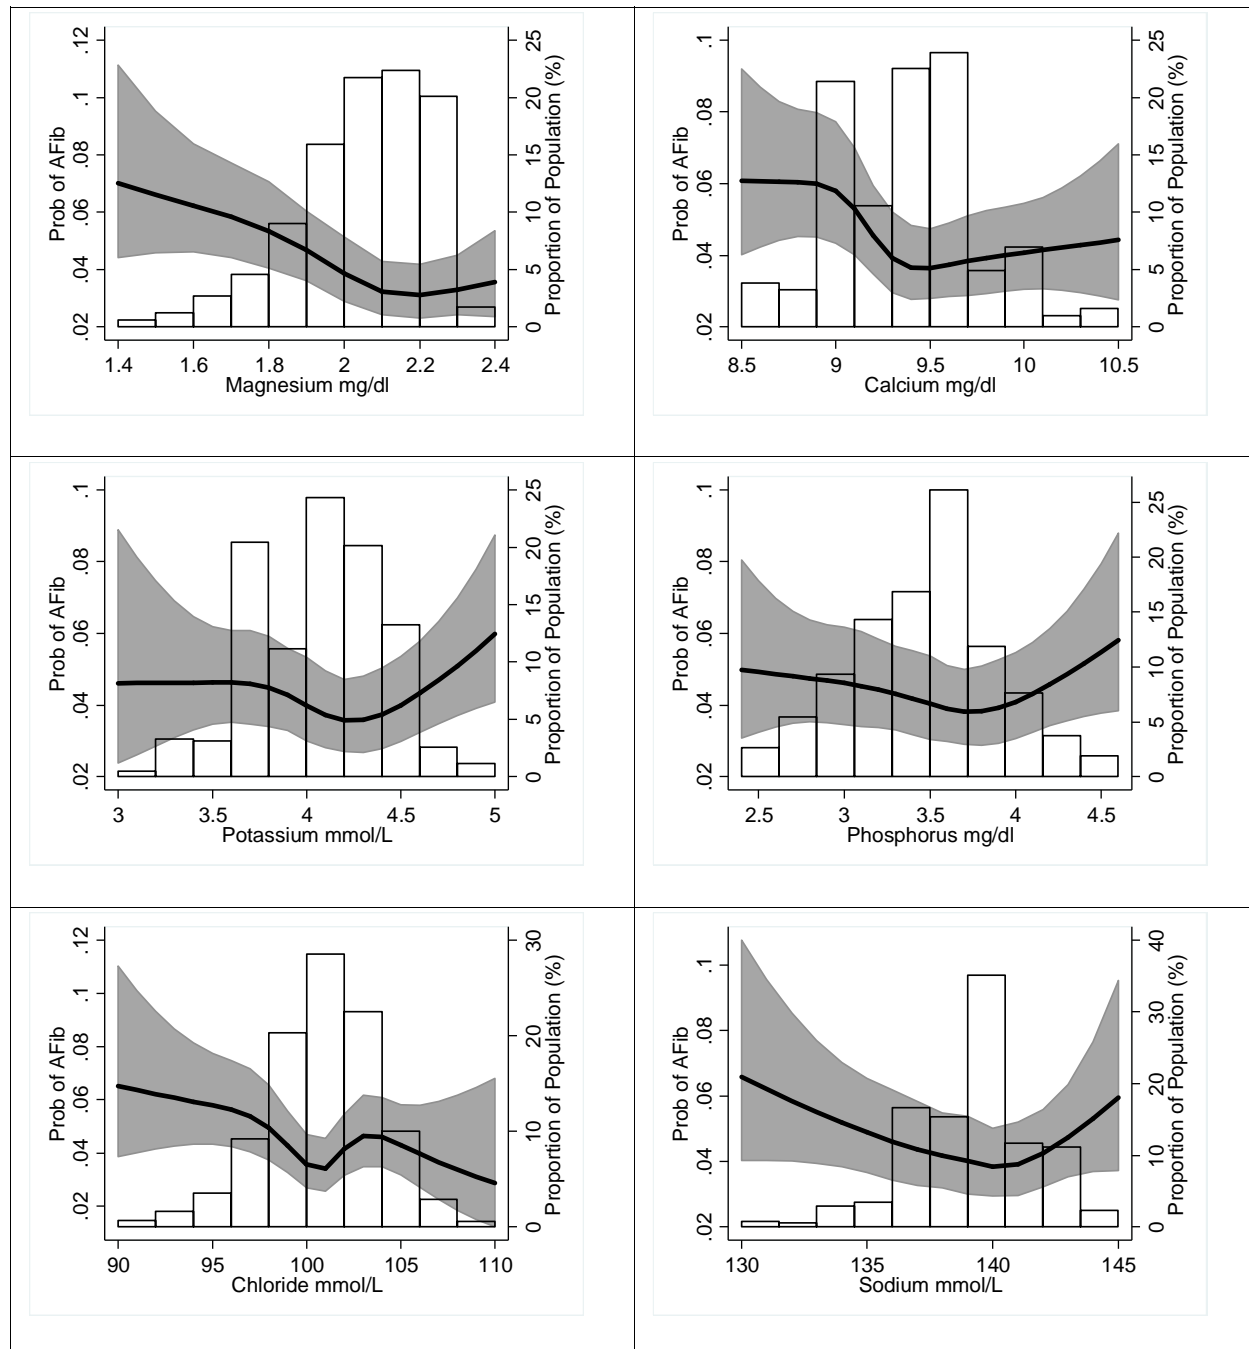 Prob of AFib
.02 .04 .06 .08 .1 .12
Proportion of Population (%)
0 5 10 15 20 25
1.4 1.6 1.8 2 2.2 2.4
Magnesium mg/dl
Prob of AFib
.02 .04 .06 .08 .1
Proportion of Population (%)
0 5 10 15 20 25
8.5 9 9.5 10 10.5
Calcium mg/dl
Prob of AFib
.02 .04 .06 .08 .1
Proportion of Population (%)
0 5 10 15 20 25
3 3.5 4 4.5 5
Potassium mmol/L
Prob of AFib
.02 .04 .06 .08 .1
Proportion of Population (%)
0 5 10 15 20 25
2.5 3 3.5 4 4.5
Phosphorus mg/dl
Prob of AFib
.02 .04 .06 .08 .1 .12
Proportion of Population (%)
0 10 20 30
90 95 100 105 110
Chloride mmol/L
Prob of AFib
.02 .04 .06 .08 .1
Proportion of Population (%)
0 10 20 30 40
130 135 140 145
Sodium mmol/L